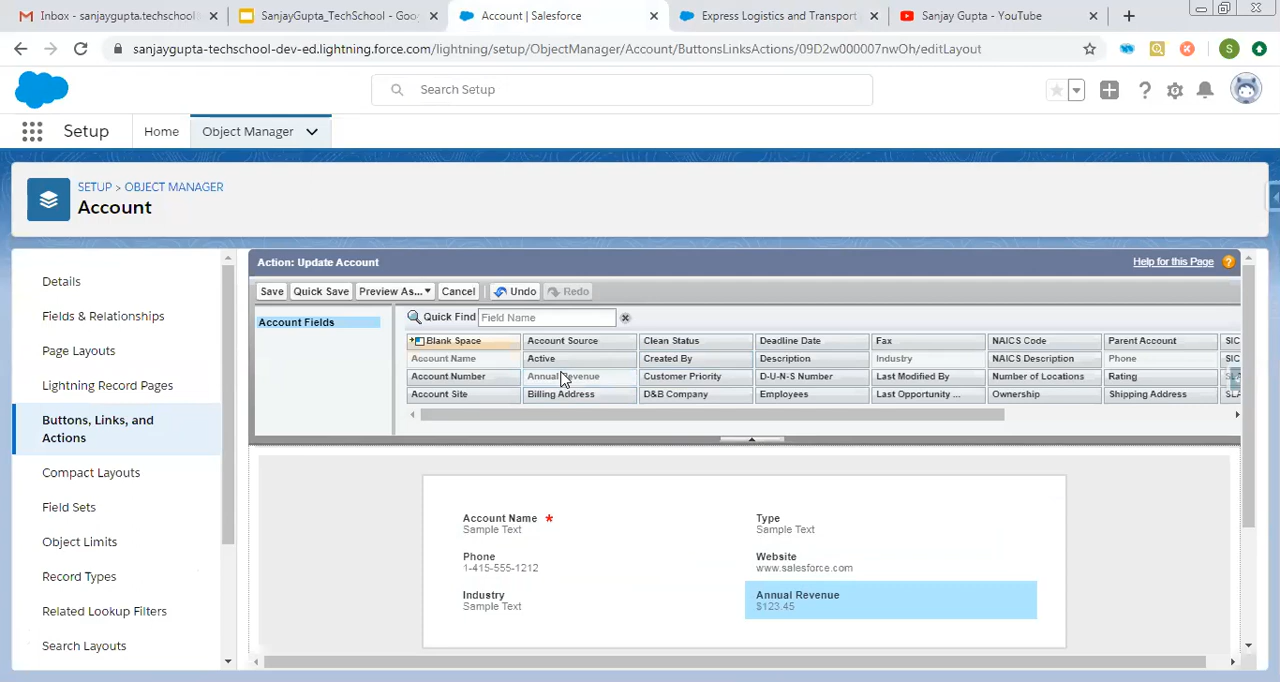 Inbox - sanjaygupta.techschool
SanjayGupta_TechSchool - Goo
Account | Salesforce
Express Logistics and Transport
Sanjay Gupta - YouTube
sanjaygupta-techschool-dev-ed.lightning.force.com/lightning/setup/ObjectManager/Account/ButtonsLinksActions/09D2w000007nwOh/editLayout
S
Search Setup
Setup
Home
Object Manager
SETUP > OBJECT MANAGER
Account
Details
Fields & Relationships
Page Layouts
Lightning Record Pages
Buttons, Links, and
Actions
Compact Layouts
Field Sets
Object Limits
Record Types
Related Lookup Filters
Search Layouts
Action: Update Account
Help for this Page
Save
Quick Save
Preview As...
Cancel
Undo
Redo
Account Fields
Quick Find
Field Name
Blank Space
Account Source
Clean Status
Deadline Date
Fax
NAICS Code
Parent Account
SIC
Account Name
Active
Created By
Description
Industry
NAICS Description
Phone
SIC
Account Number
Annual Revenue
Customer Priority
D-U-N-S Number
Last Modified By
Number of Locations
Rating
Account Site
Billing Address
D&B Company
Employees
Last Opportunity ...
Ownership
Shipping Address
SLA
Account Name *
Sample Text
Type
Sample Text
Phone
1-415-555-1212
Website
www.salesforce.com
Industry
Sample Text
Annual Revenue
$123.45